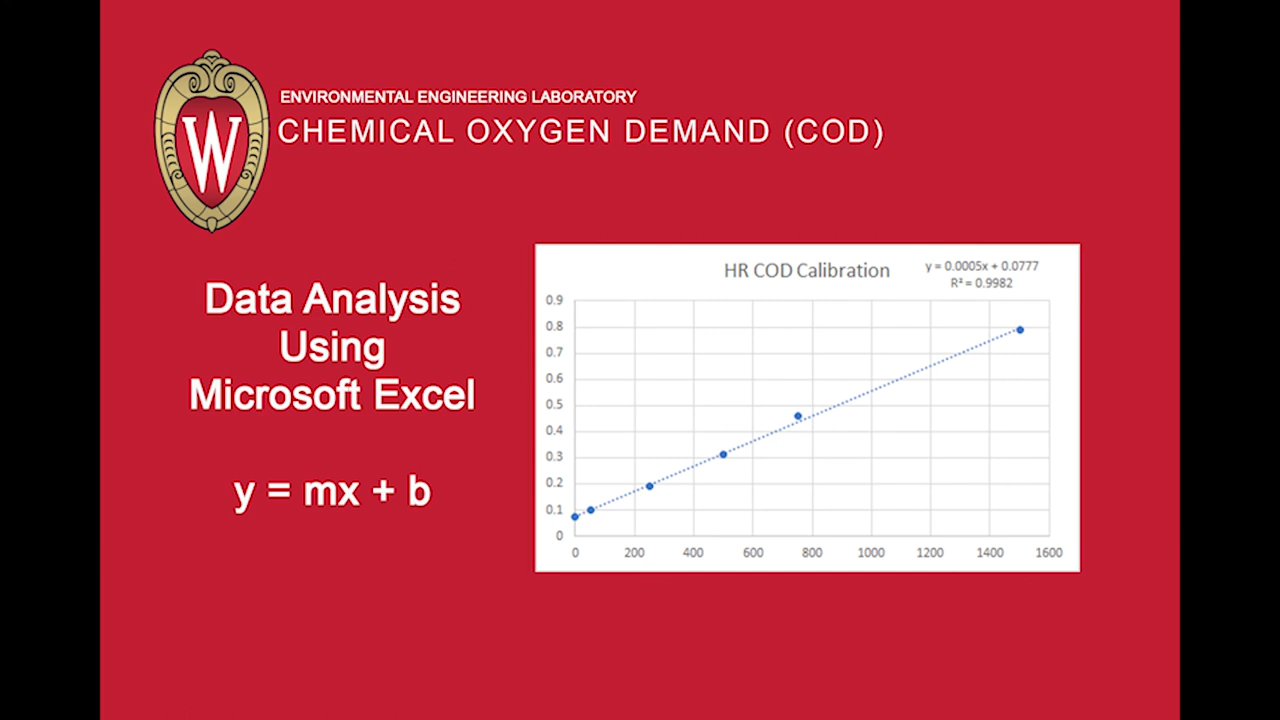 W
ENVIRONMENTAL ENGINEERING LABORATORY
CHEMICAL OXYGEN DEMAND (COD)
Data Analysis
Using
Microsoft Excel
y = mx + b
HR COD Calibration
y = 0.0005x + 0.0777
R² = 0.9982
0.9
0.8
0.7
0.6
0.5
0.4
0.3
0.2
0.1
0
0 200 400 600 800 1000 1200 1400 1600